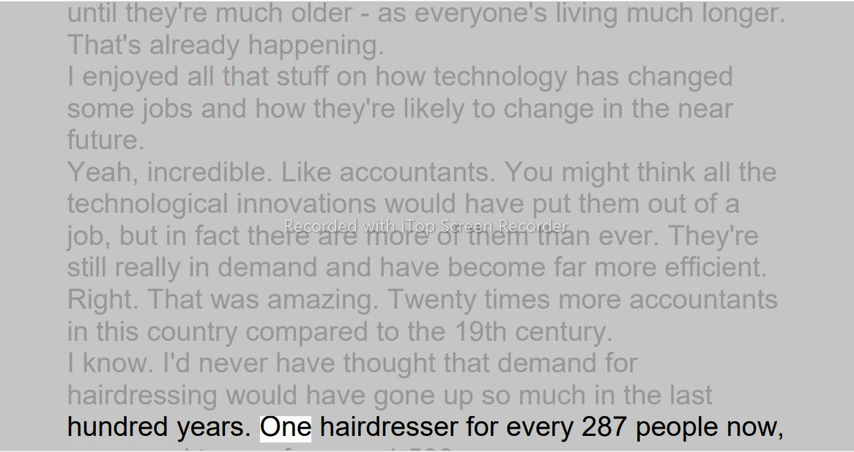 until they're much older - as everyone's living much longer.
That's already happening.
I enjoyed all that stuff on how technology has changed
some jobs and how they're likely to change in the near
future.
Yeah, incredible. Like accountants. You might think all the
technological innovations would have put them out of a
Recorded with iTop Screen Recorder
job, but in fact there are more of them than ever. They're
still really in demand and have become far more efficient.
Right. That was amazing. Twenty times more accountants
in this country compared to the 19th century.
I know. I'd never have thought that demand for
hairdressing would have gone up so much in the last
hundred years. One hairdresser for every 287 people now,